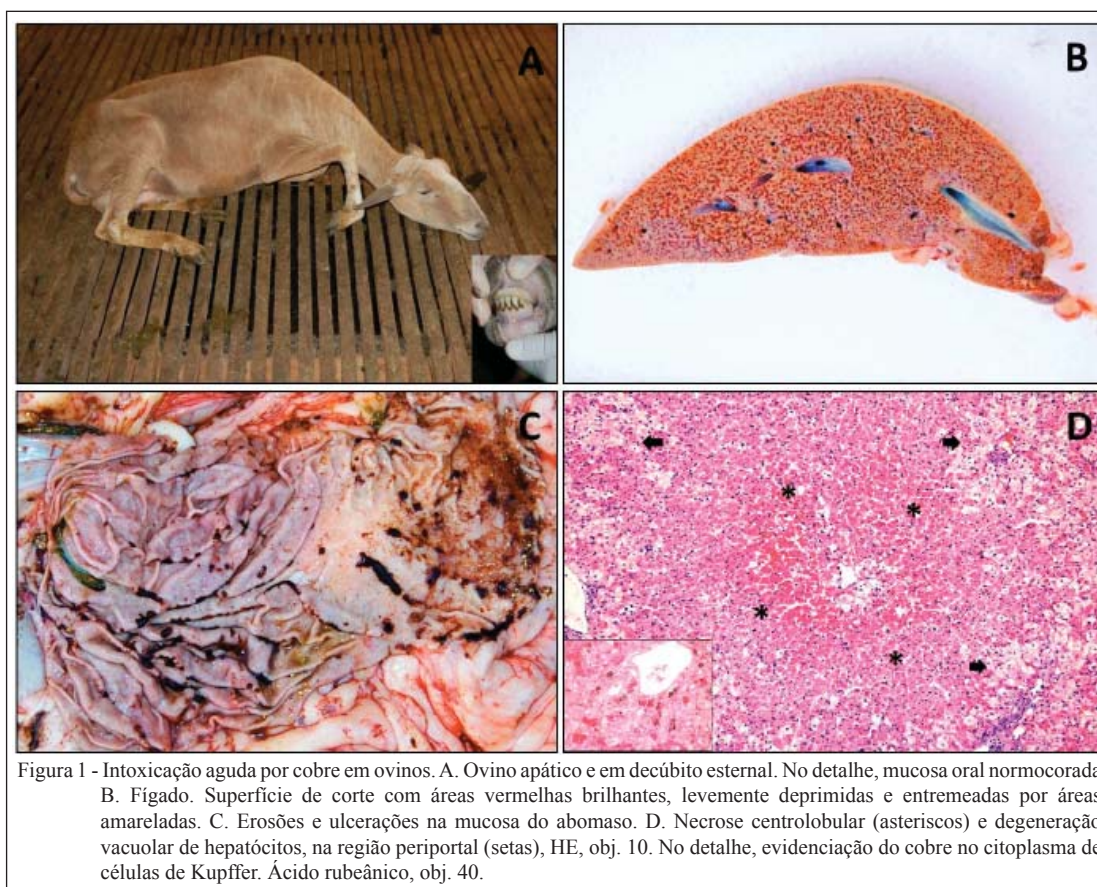 A
B
C
D
Figura 1 - Intoxicação aguda por cobre em ovinos. A. Ovino apático e em decúbito esternal. No detalhe, mucosa oral normocorada
B. Fígado. Superfície de corte com áreas vermelhas brilhantes, levemente deprimidas e entremeadas por áreas
amareladas. C. Erosões e ulcerações na mucosa do abomaso. D. Necrose centrolobular (asteriscos) e degeneração
vacuolar de hepatócitos, na região periportal (setas), HE, obj. 10. No detalhe, evidenciação do cobre no citoplasma de
células de Kupffer. Ácido rubeânico, obj. 40.